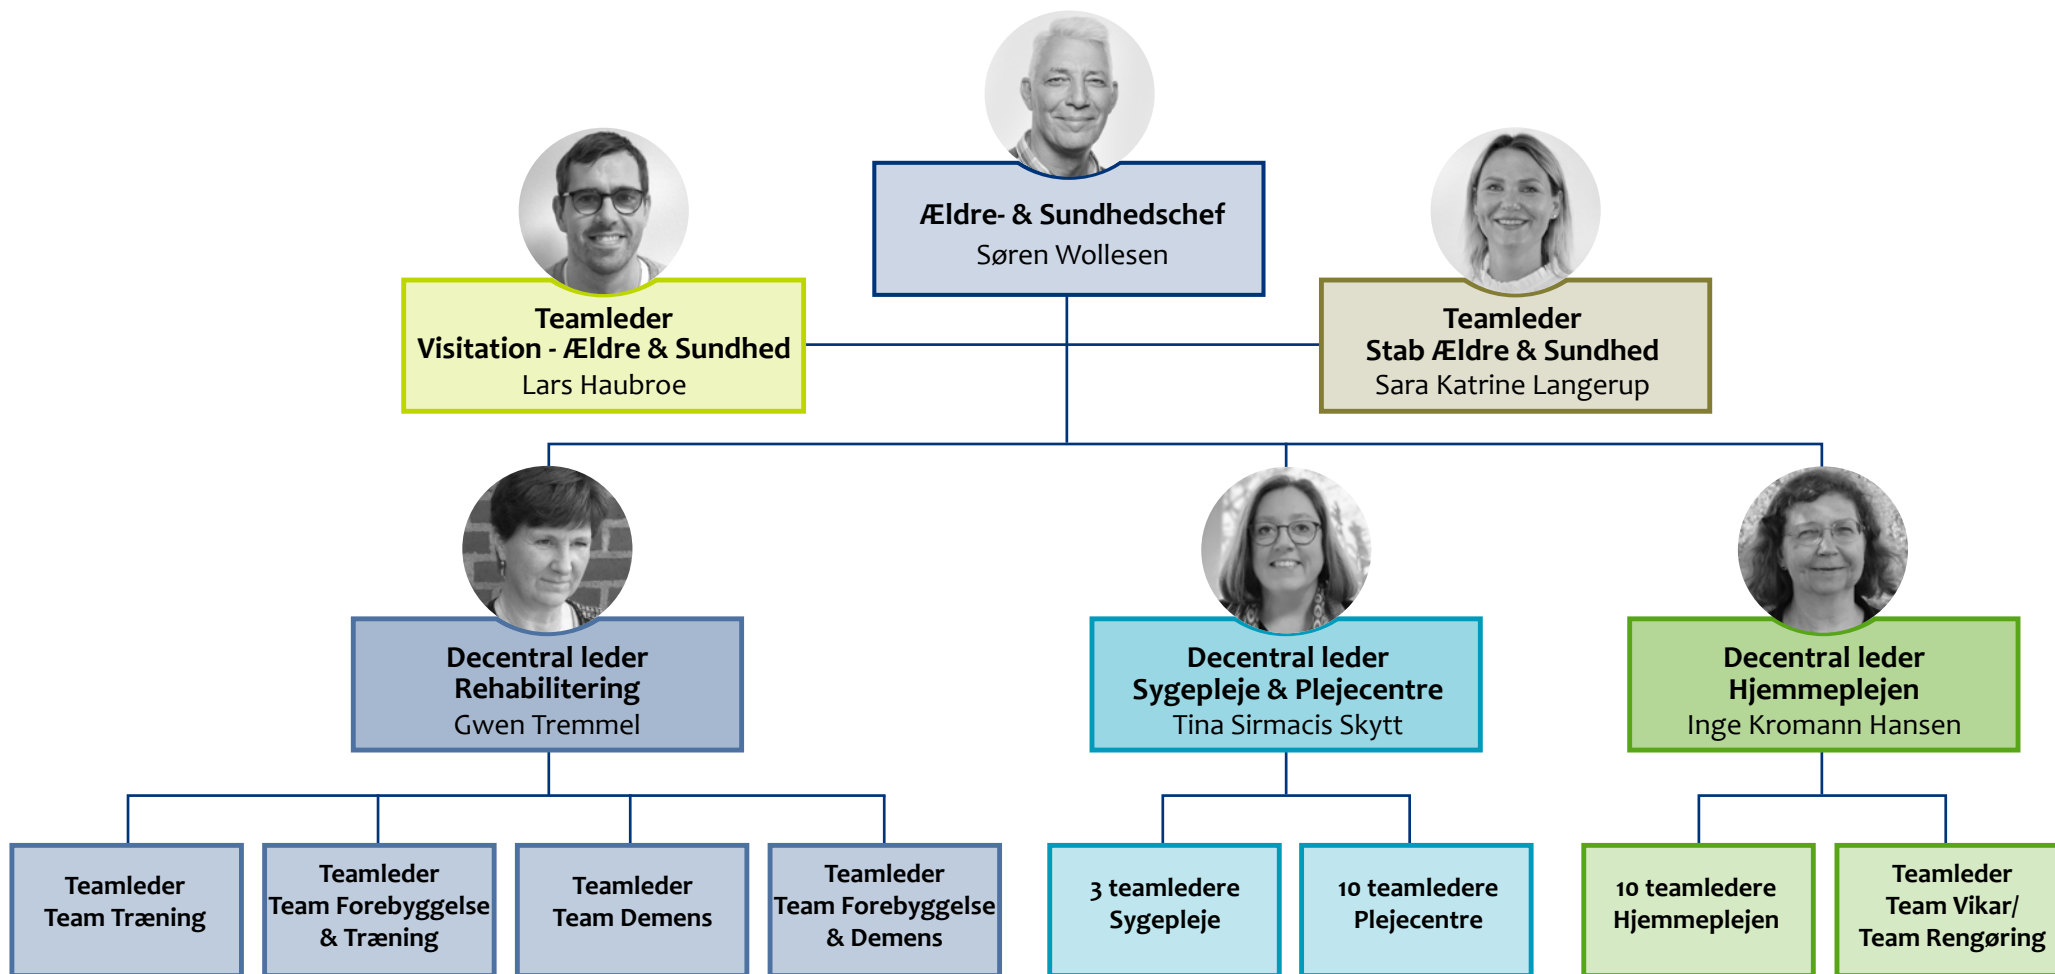 Ældre- & Sundhedschef
Søren Wollesen
Teamleder
Visitation - Ældre & Sundhed
Lars Haubroe
Teamleder
Stab Ældre & Sundhed
Sara Katrine Langerup
Decentral leder
Rehabilitering
Gwen Tremmel
Decentral leder
Sygepleje & Plejecentre
Tina Sirmacis Skytt
Decentral leder
Hjemmeplejen
Inge Kromann Hansen
Teamleder
Team Træning
Teamleder
Team Forebyggelse
& Træning
Teamleder
Team Demens
Teamleder
Team Forebyggelse
& Demens
3 teamledere
Sygepleje
10 teamledere
Plejecentre
10 teamledere
Hjemmeplejen
Teamleder
Team Vikar/
Team Rengøring